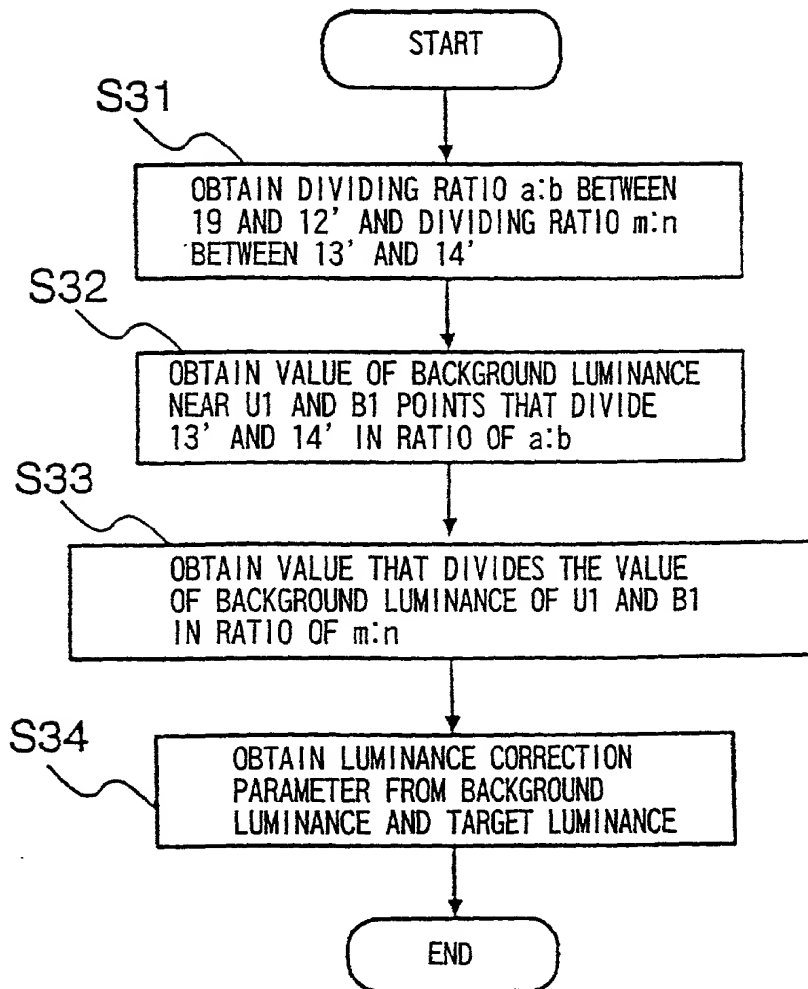 START
S31
OBTAIN DIVIDING RATIO a:b BETWEEN
19 AND 12' AND DIVIDING RATIO m:n
BETWEEN 13' AND 14'
S32
OBTAIN VALUE OF BACKGROUND LUMINANCE
NEAR U1 AND B1 POINTS THAT DIVIDE
13' AND 14' IN RATIO OF a:b
S33
OBTAIN VALUE THAT DIVIDES THE VALUE
OF BACKGROUND LUMINANCE OF U1 AND B1
IN RATIO OF m:n
S34
OBTAIN LUMINANCE CORRECTION
PARAMETER FROM BACKGROUND
LUMINANCE AND TARGET LUMINANCE
END